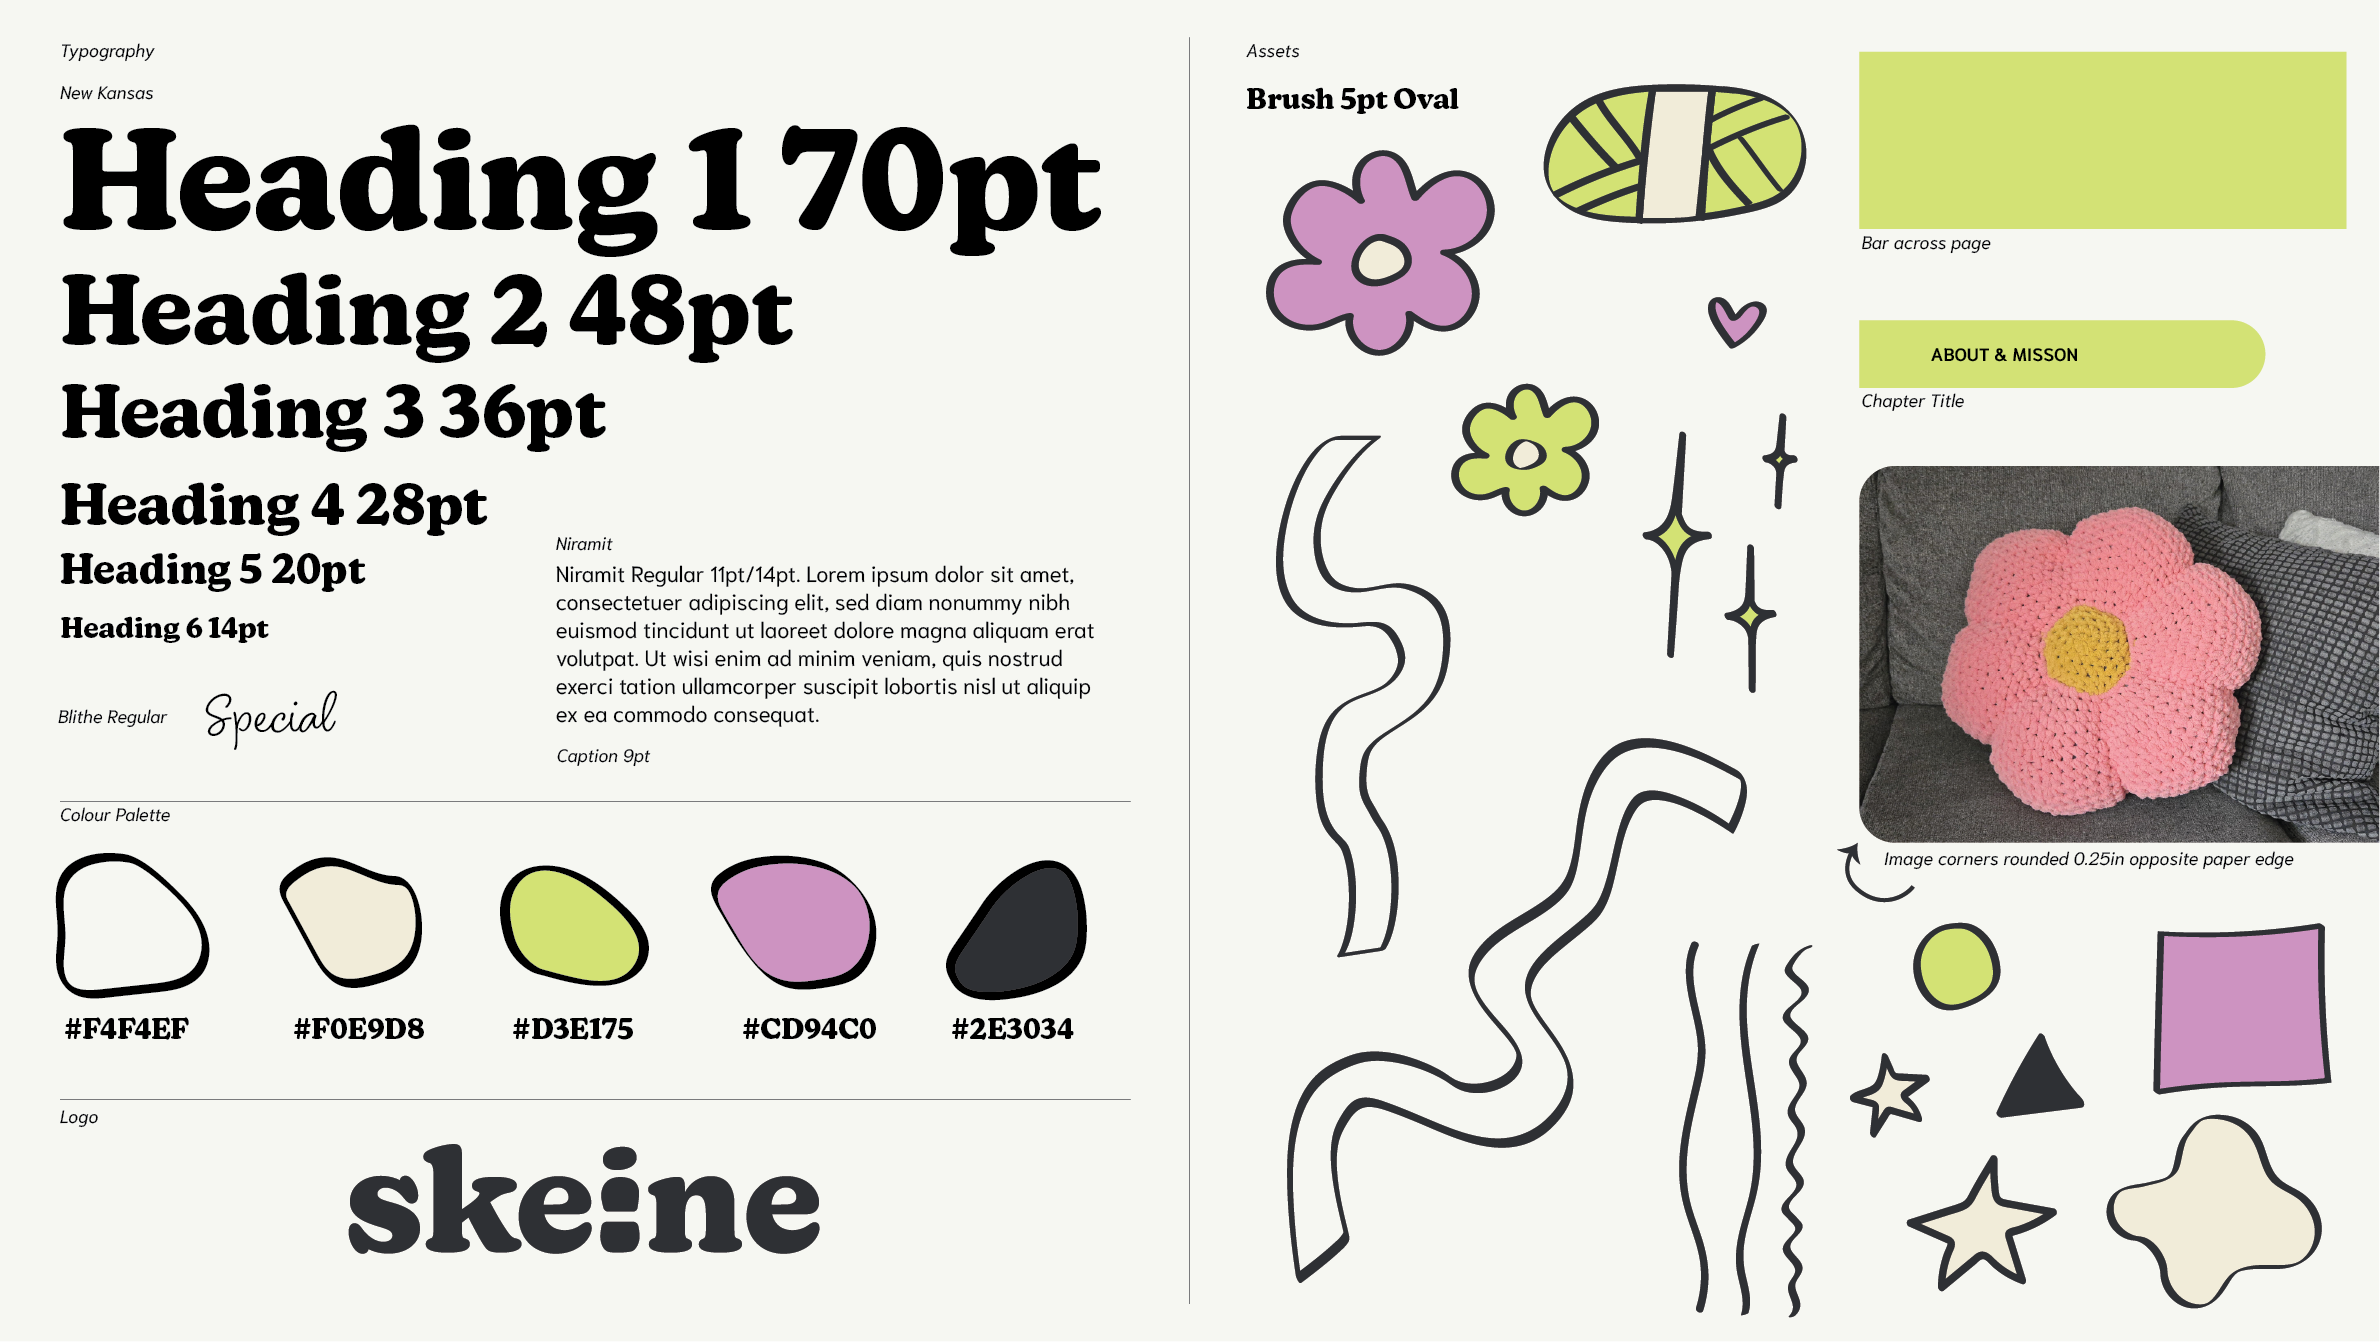 Typography
New Kansas
Heading 1 70pt
Heading 2 48pt
Heading 3 36pt
Heading 4 28pt
Heading 5 20pt
Heading 6 14pt
Blithe Regular
Special
Niramit
Niramit Regular 11pt/14pt. Lorem ipsum dolor sit amet,
consectetuer adipiscing elit, sed diam nonummy nibh
euismod tincidunt ut laoreet dolore magna aliquam erat
volutpat. Ut wisi enim ad minim veniam, quis nostrud
exerci tation ullamcorper suscipit lobortis nisl ut aliquip
ex ea commodo consequat.
Caption 9pt
Colour Palette
#F4F4EF
#F0E9D8
#D3E175
#CD94C0
#2E3034
Logo
skeine
Assets
Brush 5pt Oval
Bar across page
ABOUT & MISSON
Chapter Title
Image corners rounded 0.25in opposite paper edge